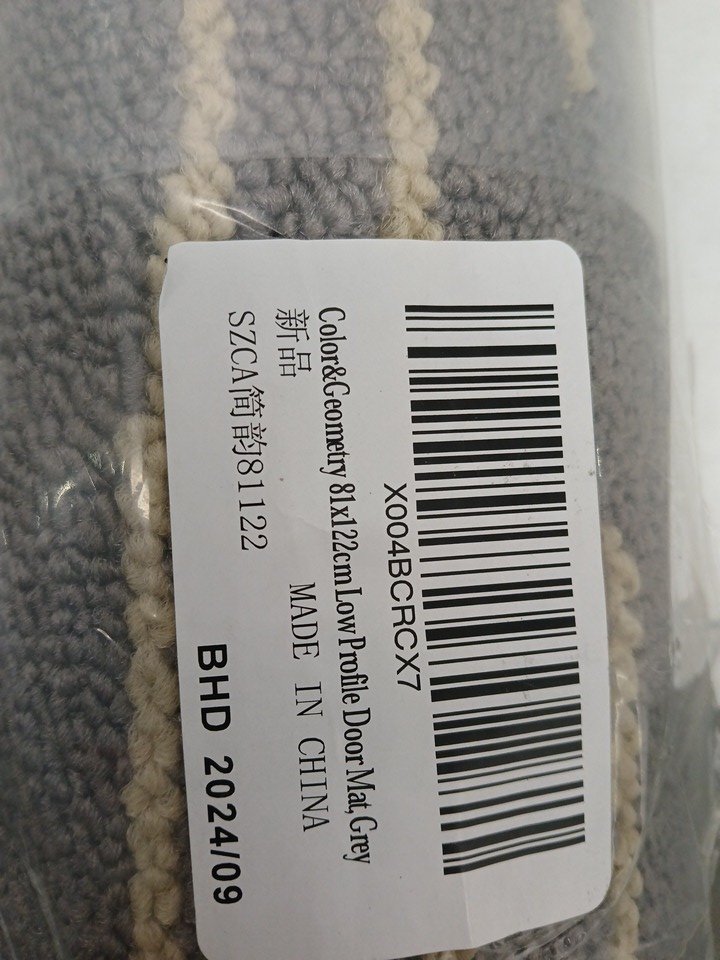 X004BCRCX7
Color&Geometry 81x122cm Low Profile Door Mat, Grey
新品 MADE IN CHINA
SZCA简韵81122
BHD 2024/09